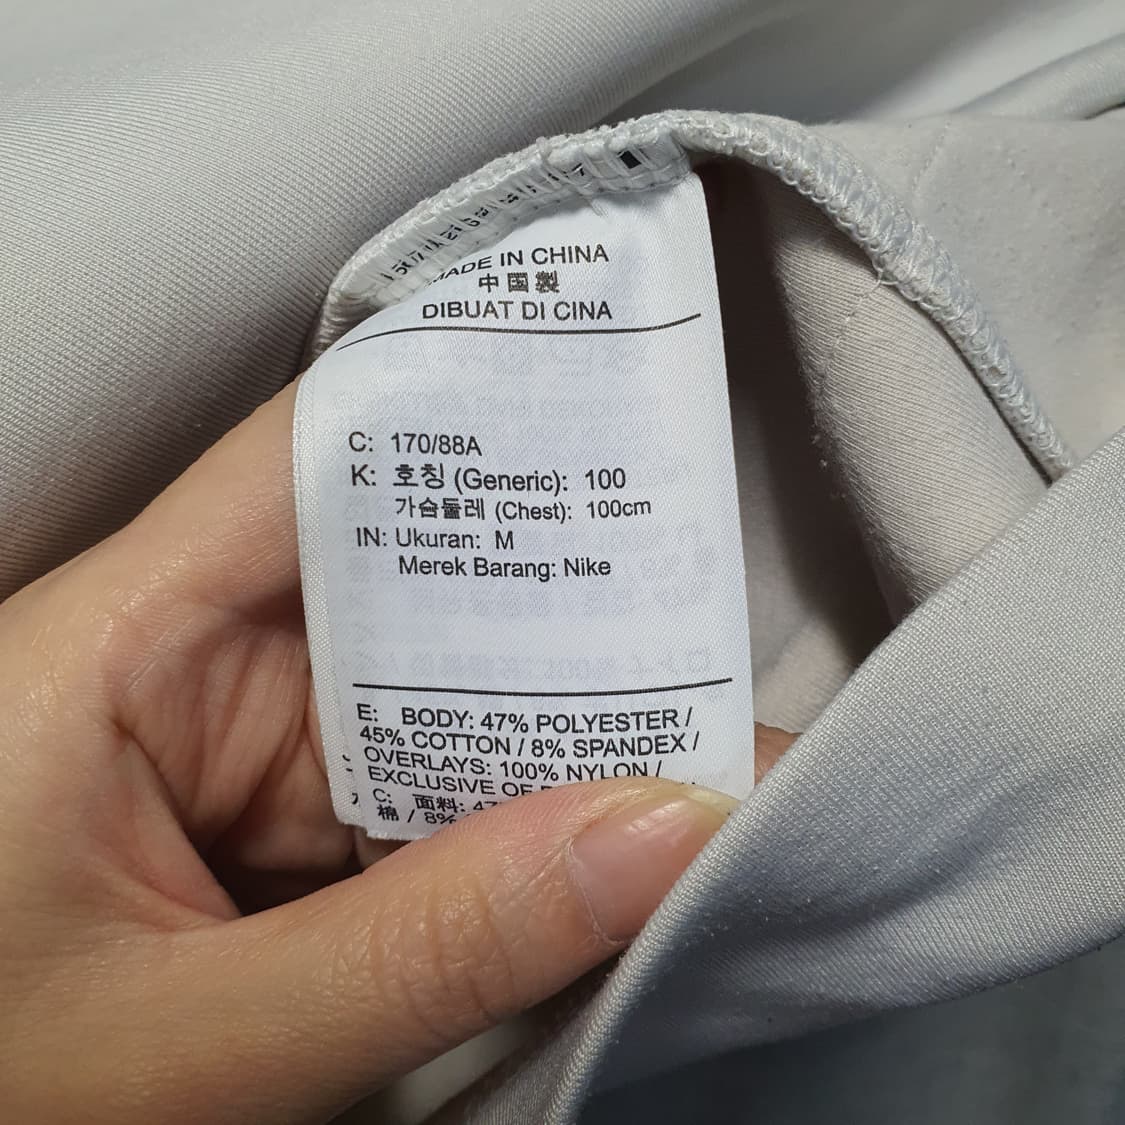 MADE IN CHINA
中国製
DIBUAT DI CINA
C: 170/88A
K: 호칭 (Generic): 100
가슴둘레 (Chest): 100cm
IN: Ukuran: M
Merek Barang: Nike
E: BODY: 47% POLYESTER /
45% COTTON / 8% SPANDEX /
OVERLAYS: 100% NYLON /
EXCLUSIVE OF
C: 面料: 47
棉 / 8%